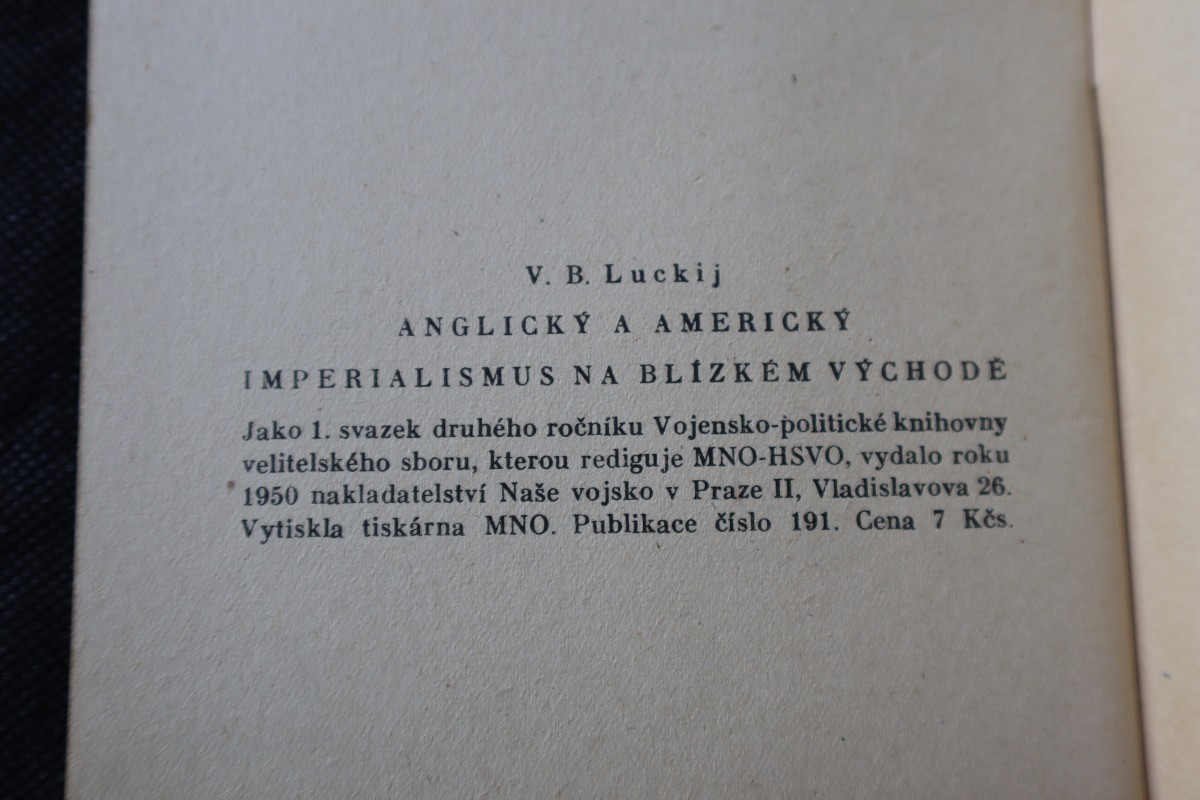 V. B. Luckij
ANGLICKÝ A AMERICKÝ
IMPERIALISMUS NA BLÍZKÉM VÝCHODĚ
Jako 1. svazek druhého ročníku Vojensko-politické knihovny
velitelského sboru, kterou rediguje MNO-HSVO, vydalo roku
1950 nakladatelství Naše vojsko v Praze II, Vladislavova 26.
Vytiskla tiskárna MNO. Publikace číslo 191. Cena 7 Kčs.